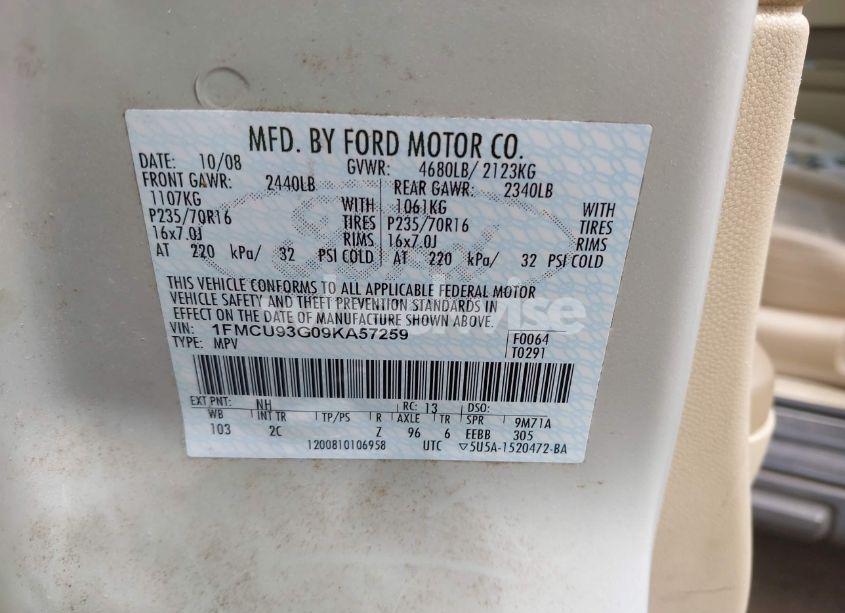 MFD. BY FORD MOTOR CO.
DATE: 10/08 GVWR: 4680LB/ 2123KG
FRONT GAWR: 2440LB REAR GAWR: 2340LB
1107KG WITH 1061KG WITH
P235/70R16 TIRES P235/70R16 TIRES
16x7.0J RIMS 16x7.0J RIMS
AT 220 kPa/ 32 PSI COLD AT 220 kPa/ 32 PSI COLD
THIS VEHICLE CONFORMS TO ALL APPLICABLE FEDERAL MOTOR
VEHICLE SAFETY AND THEFT PREVENTION STANDARDS IN
EFFECT ON THE DATE OF MANUFACTURE SHOWN ABOVE.
VIN: 1FMCU93G09KA57259 F0064
TYPE: MPV T0291
EXT PNT: NH RC: 13 DSO:
WB INT TR TP/PS R AXLE TR SPR 9M71A
103 2C Z 96 6 EEBB 305
1200810106958 UTC ▽5U5A-1520472-BA